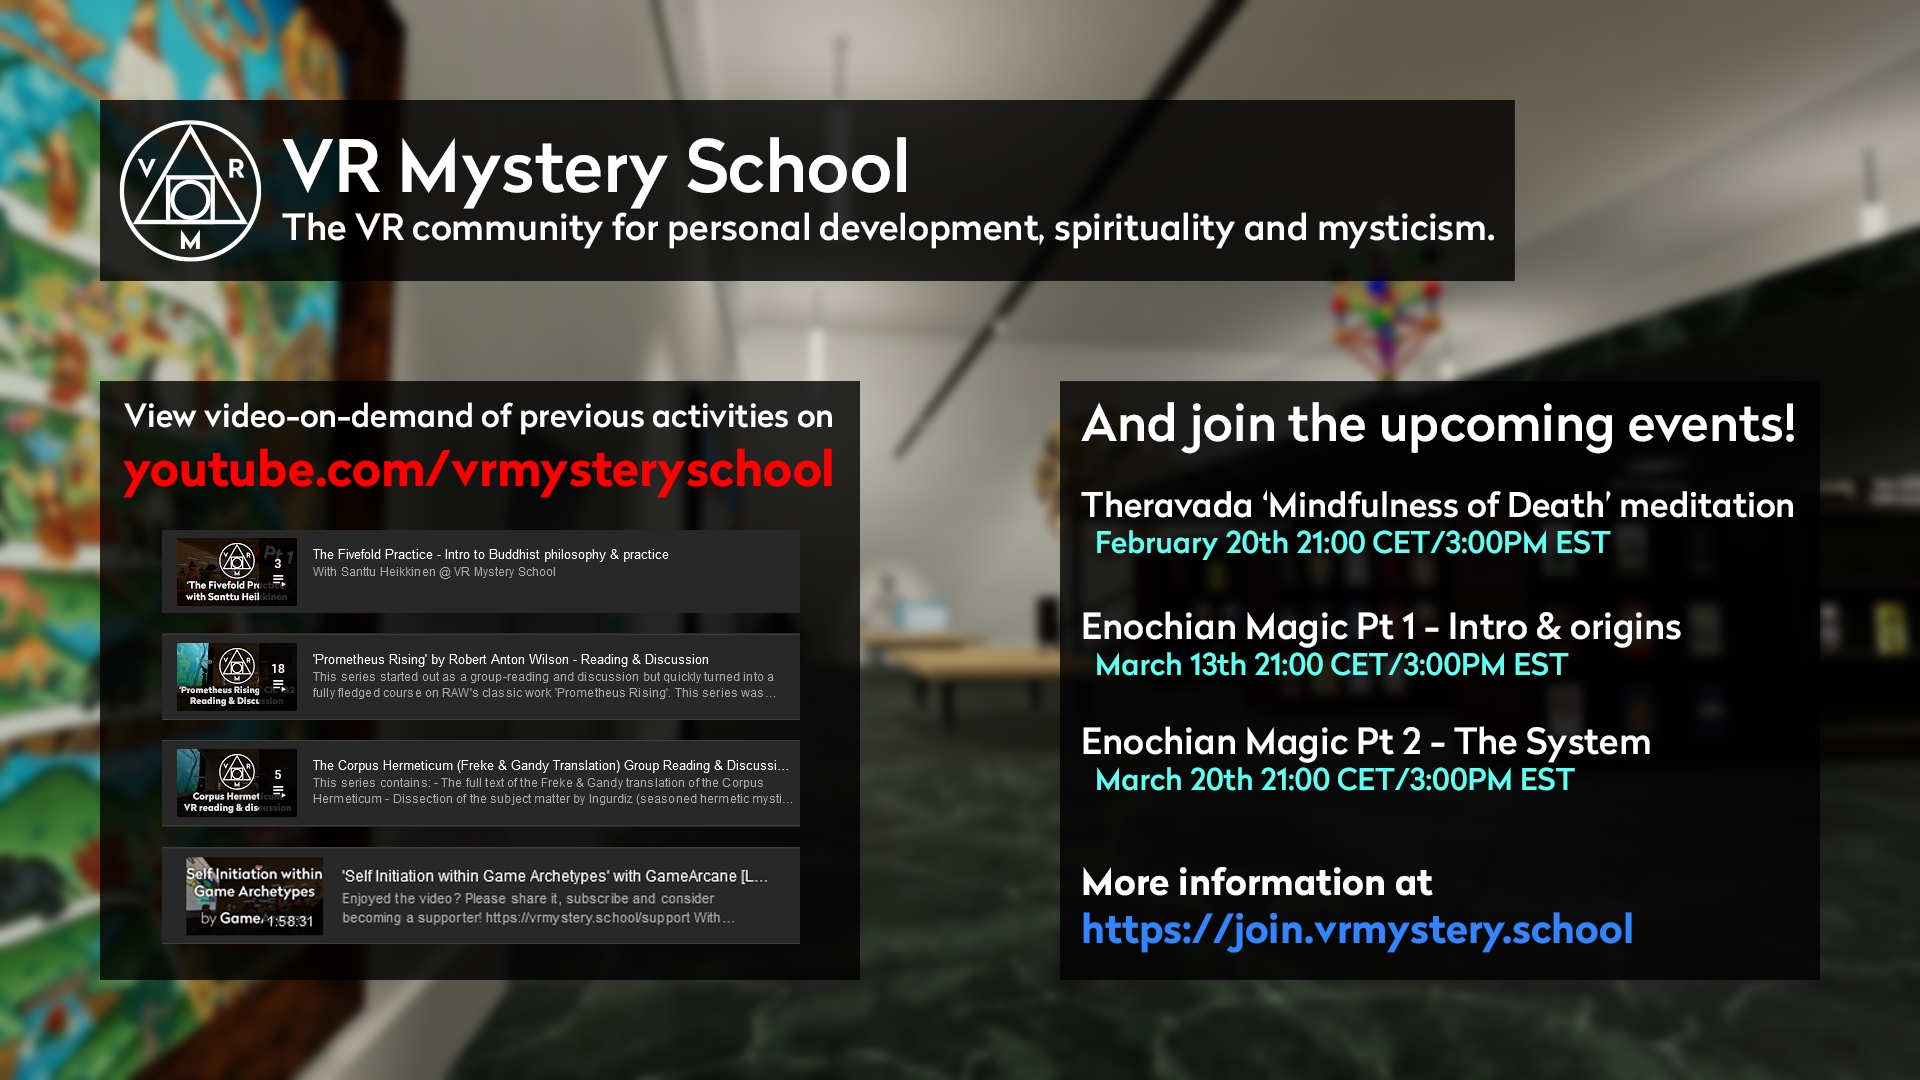 V R
M
VR Mystery School
The VR community for personal development, spirituality and mysticism.
View video-on-demand of previous activities on
youtube.com/vrmysteryschool
V R
M
Pt 1
3
'The Fivefold Prac
with Santtu Heikkinen
The Fivefold Practice - Intro to Buddhist philosophy & practice
With Santtu Heikkinen @ VR Mystery School
V R
M
18
'Prometheus Rising'
Reading & Discussion
'Prometheus Rising' by Robert Anton Wilson - Reading & Discussion
This series started out as a group-reading and discussion but quickly turned into a
fully fledged course on RAW's classic work 'Prometheus Rising'. This series was...
V R
M
5
Corpus Hermeticum
VR reading & discussion
The Corpus Hermeticum (Freke & Gandy Translation) Group Reading & Discussi...
This series contains: - The full text of the Freke & Gandy translation of the Corpus
Hermeticum - Dissection of the subject matter by Ingurdiz (seasoned hermetic mysti...
Self Initiation within
Game Archetypes
by GameA
1:58:31
'Self Initiation within Game Archetypes' with GameArcane [L...
Enjoyed the video? Please share it, subscribe and consider
becoming a supporter! https://vrmystery.school/support With...
And join the upcoming events!
Theravada ‘Mindfulness of Death’ meditation
February 20th 21:00 CET/3:00PM EST
Enochian Magic Pt 1 - Intro & origins
March 13th 21:00 CET/3:00PM EST
Enochian Magic Pt 2 - The System
March 20th 21:00 CET/3:00PM EST
More information at
https://join.vrmystery.school